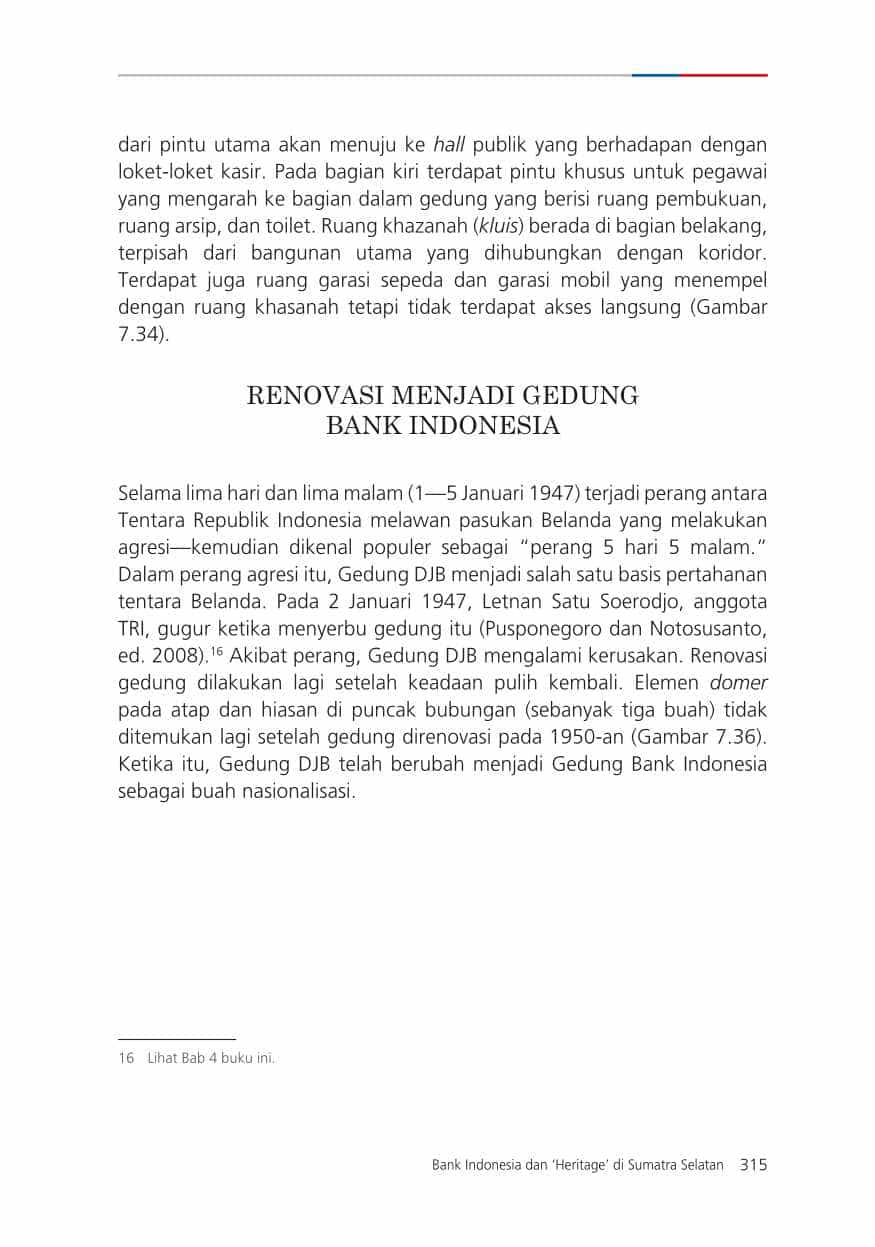 dari pintu utama akan menuju ke hall publik yang berhadapan dengan
loket-loket kasir. Pada bagian kiri terdapat pintu khusus untuk pegawai
yang mengarah ke bagian dalam gedung yang berisi ruang pembukuan,
ruang arsip, dan toilet. Ruang khazanah (kluis) berada di bagian belakang,
terpisah dari bangunan utama yang dihubungkan dengan koridor.
Terdapat juga ruang garasi sepeda dan garasi mobil yang menempel
dengan ruang khasanah tetapi tidak terdapat akses langsung (Gambar
7.34).
RENOVASI MENJADI GEDUNG
BANK INDONESIA
Selama lima hari dan lima malam (1—5 Januari 1947) terjadi perang antara
Tentara Republik Indonesia melawan pasukan Belanda yang melakukan
agresi—kemudian dikenal populer sebagai “perang 5 hari 5 malam.”
Dalam perang agresi itu, Gedung DJB menjadi salah satu basis pertahanan
tentara Belanda. Pada 2 Januari 1947, Letnan Satu Soerodjo, anggota
TRI, gugur ketika menyerbu gedung itu (Pusponegoro dan Notosusanto,
ed. 2008).16 Akibat perang, Gedung DJB mengalami kerusakan. Renovasi
gedung dilakukan lagi setelah keadaan pulih kembali. Elemen domer
pada atap dan hiasan di puncak bubungan (sebanyak tiga buah) tidak
ditemukan lagi setelah gedung direnovasi pada 1950-an (Gambar 7.36).
Ketika itu, Gedung DJB telah berubah menjadi Gedung Bank Indonesia
sebagai buah nasionalisasi.
16 Lihat Bab 4 buku ini.
Bank Indonesia dan ‘Heritage’ di Sumatra Selatan 315